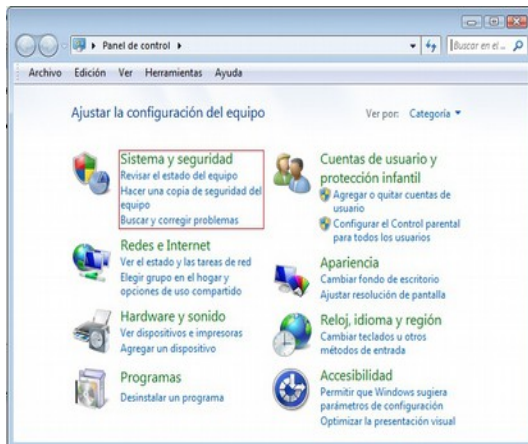 Panel de control
Buscar en el ...
Archivo Edición Ver Herramientas Ayuda
Ajustar la configuración del equipo
Ver por: Categoría
Sistema y seguridad
Revisar el estado del equipo
Hacer una copia de seguridad del
equipo
Buscar y corregir problemas
Redes e Internet
Ver el estado y las tareas de red
Elegir grupo en el hogar y
opciones de uso compartido
Hardware y sonido
Ver dispositivos e impresoras
Agregar un dispositivo
Programas
Desinstalar un programa
Cuentas de usuario y
protección infantil
Agregar o quitar cuentas de
usuario
Configurar el Control parental
para todos los usuarios
Apariencia
Cambiar fondo de escritorio
Ajustar resolución de pantalla
Reloj, idioma y región
Cambiar teclados u otros
métodos de entrada
Accesibilidad
Permitir que Windows sugiera
parámetros de configuración
Optimizar la presentación visual